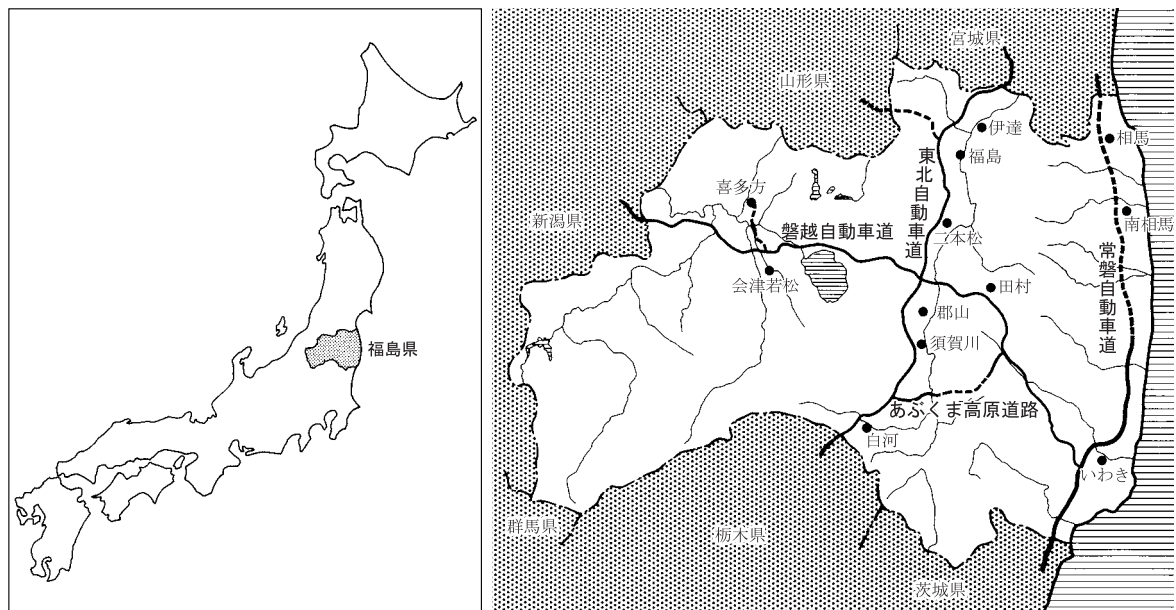 福島県
宮城県
山形県
伊達
相馬
福島
東北自動車道
喜多方
新潟県
南相馬
磐越自動車道
二本松
常磐自動車道
会津若松
田村
郡山
須賀川
あぶくま高原道路
白河
いわき
群馬県
栃木県
茨城県